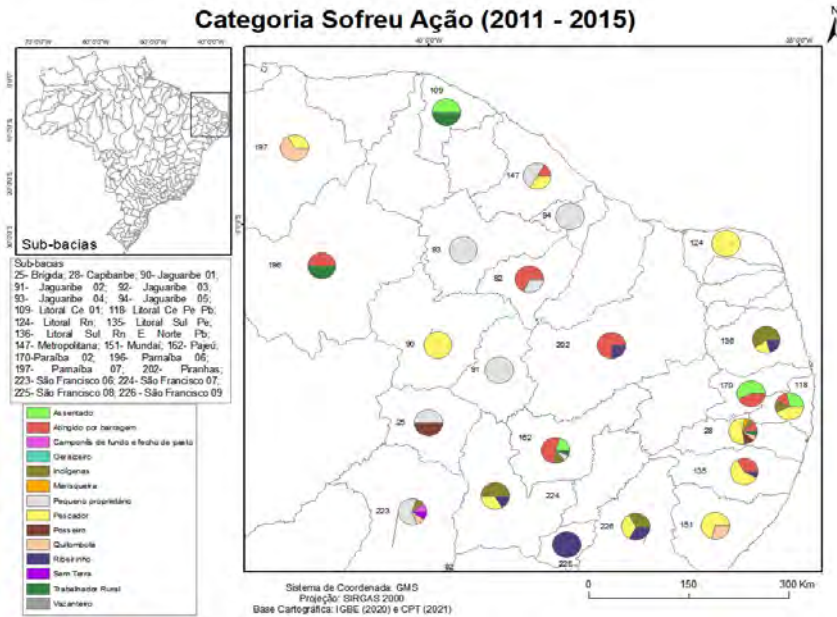 Categoria Sofreu Ação (2011 - 2015)
N
Sub-bacias
Sub-bacias
25- Brígida; 28- Capibaribe; 90- Jaguaribe 01;
91- Jaguaribe 02; 92- Jaguaribe 03;
93- Jaguaribe 04; 94- Jaguaribe 05;
109- Litoral Ce 01; 118- Litoral Ce Pe Pb;
124- Litoral Rn; 135- Litoral Sul Pe;
136- Litoral Sul Rn E Norte Pb;
147- Metropolitana; 151- Mundaí; 162- Pajeú;
170-Paraíba 02; 196- Parnaíba 06;
197- Parnaíba 07; 202- Piranhas;
223- São Francisco 06; 224- São Francisco 07;
225- São Francisco 08; 226 - São Francisco 09
Assentado
Atingido por barragem
Camponês de fundo e fecho de pasto
Geraizeiro
Indígenas
Marisqueira
Pequeno proprietário
Pescador
Posseiro
Quilombola
Ribeirinho
Sem Terra
Trabalhador Rural
Vazanteiro
109
197
147
94
93
124
196
92
90
202
136
91
170
118
25
28
162
135
223
224
226
151
225
92
Sistema de Coordenada: GMS
Projeção: SIRGAS 2000
Base Cartográfica: IGBE (2020) e CPT (2021)
0 150 300 Km